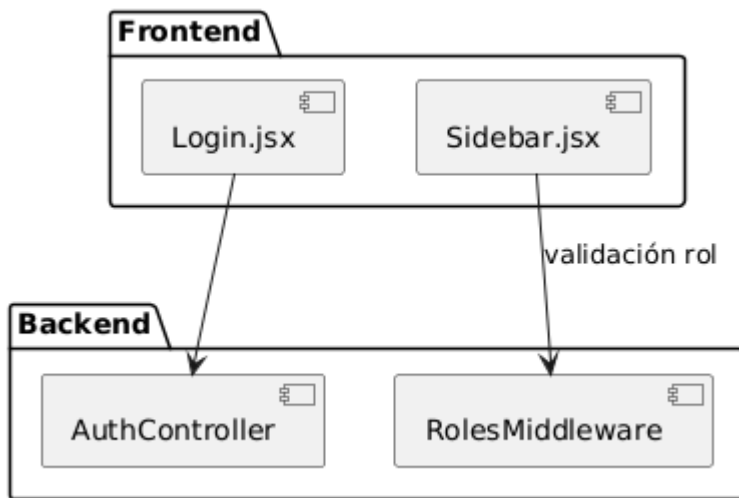 Frontend
Login.jsx
Sidebar.jsx
validación rol
Backend
AuthController
RolesMiddleware